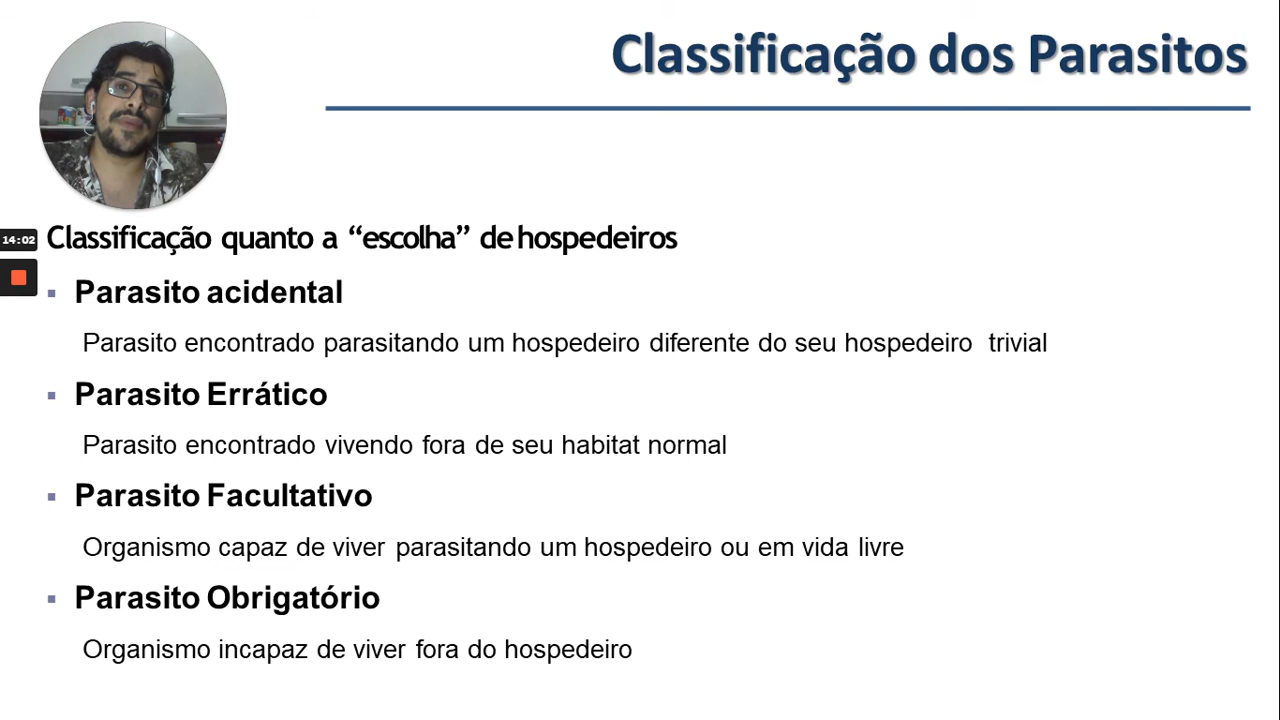 Classificação dos Parasitos
14:02
Classificação quanto a “escolha” de hospedeiros
▪ Parasito acidental
Parasito encontrado parasitando um hospedeiro diferente do seu hospedeiro trivial
▪ Parasito Errático
Parasito encontrado vivendo fora de seu habitat normal
▪ Parasito Facultativo
Organismo capaz de viver parasitando um hospedeiro ou em vida livre
▪ Parasito Obrigatório
Organismo incapaz de viver fora do hospedeiro